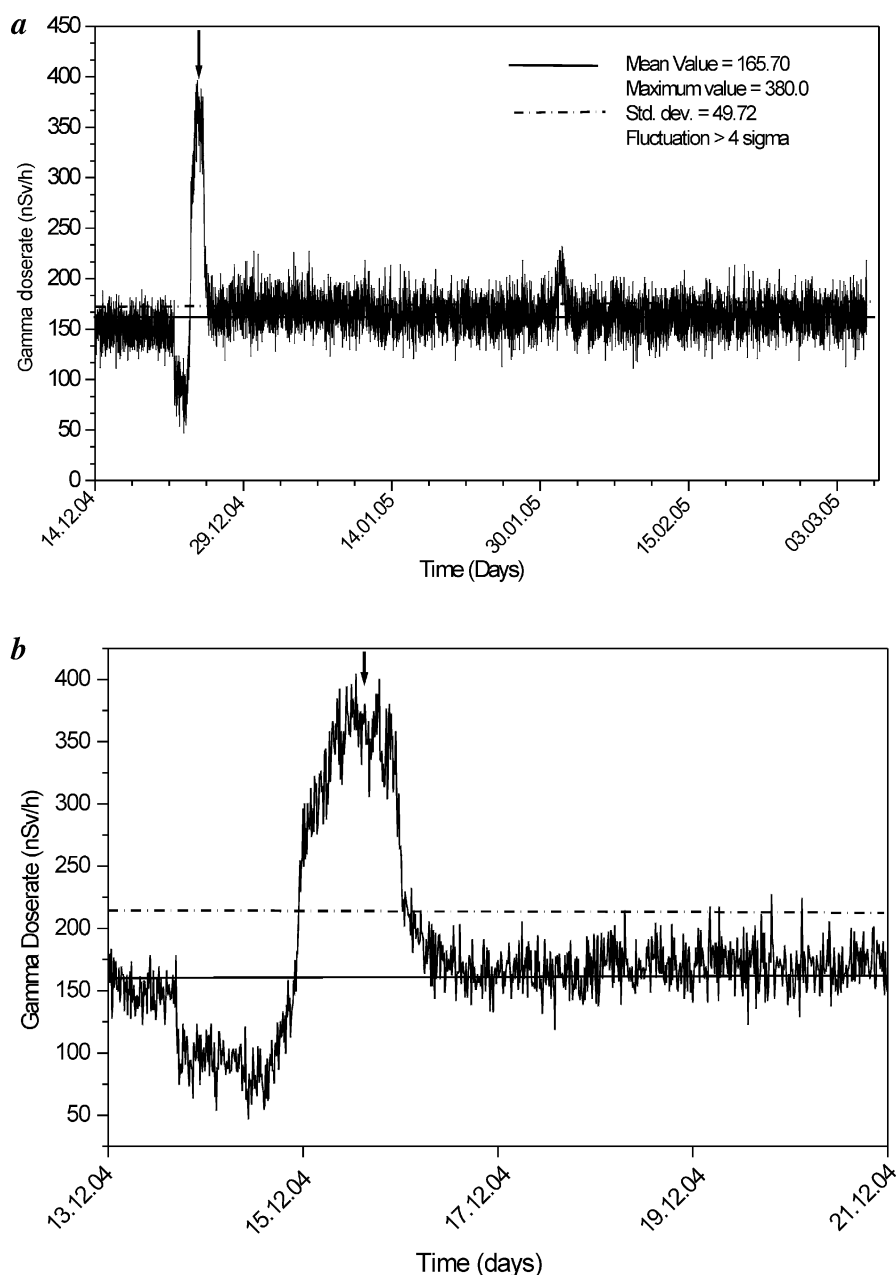 a
450
400
350
300
250
200
150
100
50
0
Gamma doserate (nSv/h)
Mean Value = 165.70
Maximum value = 380.0
Std. dev. = 49.72
Fluctuation > 4 sigma
14.12.04
29.12.04
14.01.05
30.01.05
15.02.05
03.03.05
Time (Days)
b
400
350
300
250
200
150
100
50
Gamma Doserate (nSv/h)
13.12.04
15.12.04
17.12.04
19.12.04
21.12.04
Time (days)